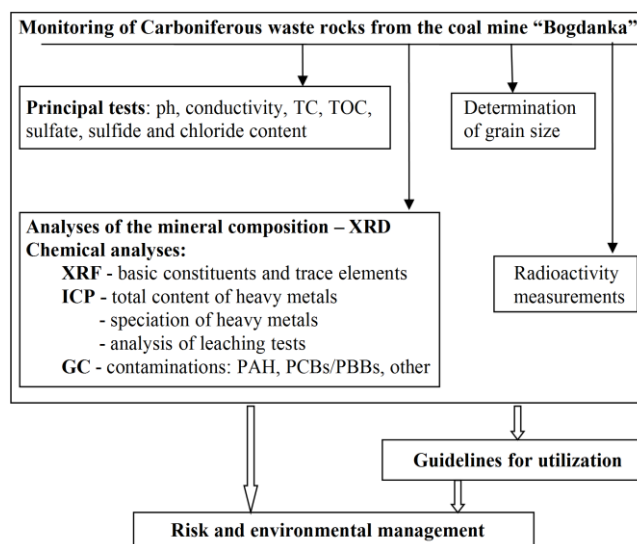 Monitoring of Carboniferous waste rocks from the coal mine “Bogdanka”
Principal tests: ph, conductivity, TC, TOC,
sulfate, sulfide and chloride content
Determination
of grain size
Analyses of the mineral composition – XRD
Chemical analyses:
XRF - basic constituents and trace elements
ICP - total content of heavy metals
- speciation of heavy metals
- analysis of leaching tests
GC - contaminations: PAH, PCBs/PBBs, other
Radioactivity
measurements
Guidelines for utilization
Risk and environmental management